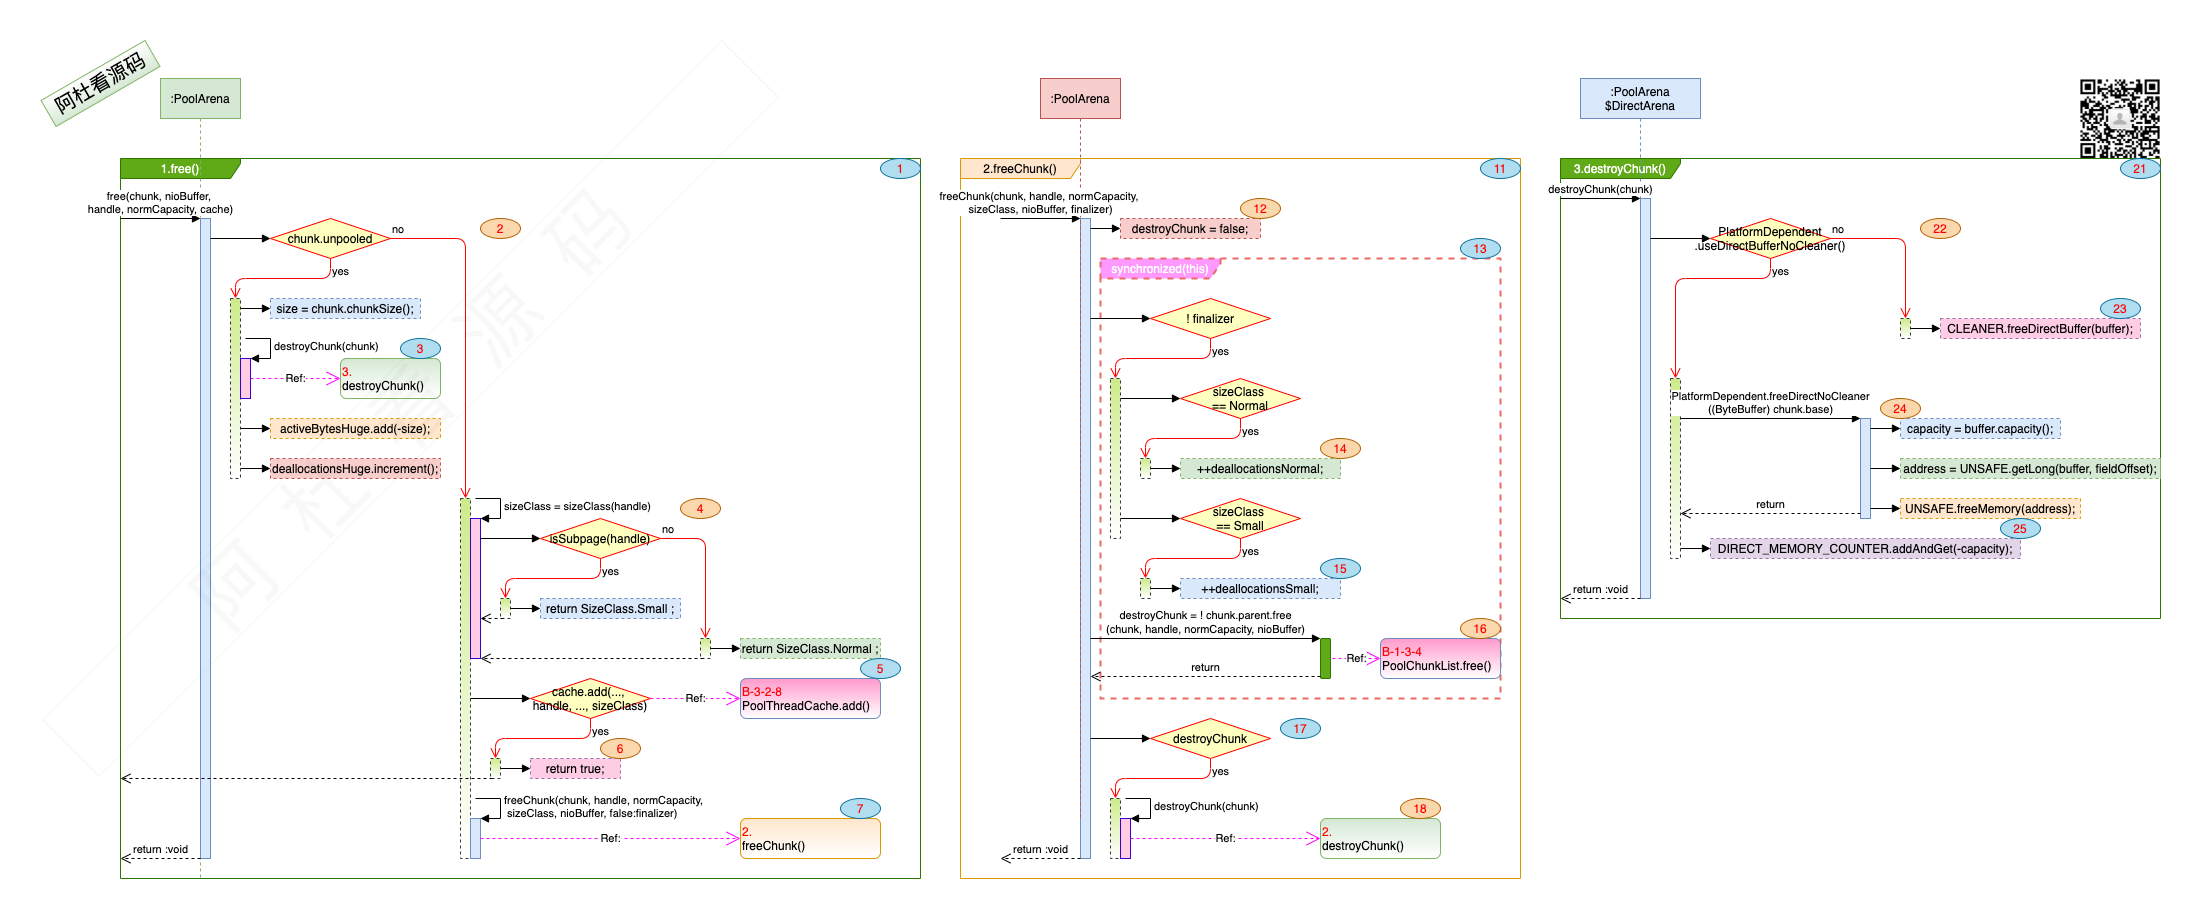 阿杜看源码
:PoolArena
1.free()
1
free(chunk, nioBuffer,
handle, normCapacity, cache)
chunk.unpooled
no
2
yes
size = chunk.chunkSize();
destroyChunk(chunk)
3
Ref:
3.
destroyChunk()
activeBytesHuge.add(-size);
deallocationsHuge.increment();
sizeClass = sizeClass(handle)
4
isSubpage(handle)
no
yes
return SizeClass.Small ;
return SizeClass.Normal ;
5
cache.add(...,
handle, ..., sizeClass)
Ref:
B-3-2-8
PoolThreadCache.add()
yes
6
return true;
freeChunk(chunk, handle, normCapacity,
sizeClass, nioBuffer, false:finalizer)
7
Ref:
2.
freeChunk()
return :void
阿杜看源码
:PoolArena
2.freeChunk()
11
freeChunk(chunk, handle, normCapacity,
sizeClass, nioBuffer, finalizer)
12
destroyChunk = false;
13
synchronized(this)
! finalizer
yes
sizeClass
== Normal
yes
14
++deallocationsNormal;
sizeClass
== Small
yes
15
++deallocationsSmall;
destroyChunk = ! chunk.parent.free
(chunk, handle, normCapacity, nioBuffer)
16
Ref:
B-1-3-4
PoolChunkList.free()
return
destroyChunk
17
yes
destroyChunk(chunk)
18
Ref:
2.
destroyChunk()
return :void
:PoolArena
$DirectArena
3.destroyChunk()
21
destroyChunk(chunk)
PlatformDependent
.useDirectBufferNoCleaner()
no
22
yes
23
CLEANER.freeDirectBuffer(buffer);
PlatformDependent.freeDirectNoCleaner
((ByteBuffer) chunk.base)
24
capacity = buffer.capacity();
address = UNSAFE.getLong(buffer, fieldOffset);
return
UNSAFE.freeMemory(address);
25
DIRECT_MEMORY_COUNTER.addAndGet(-capacity);
return :void